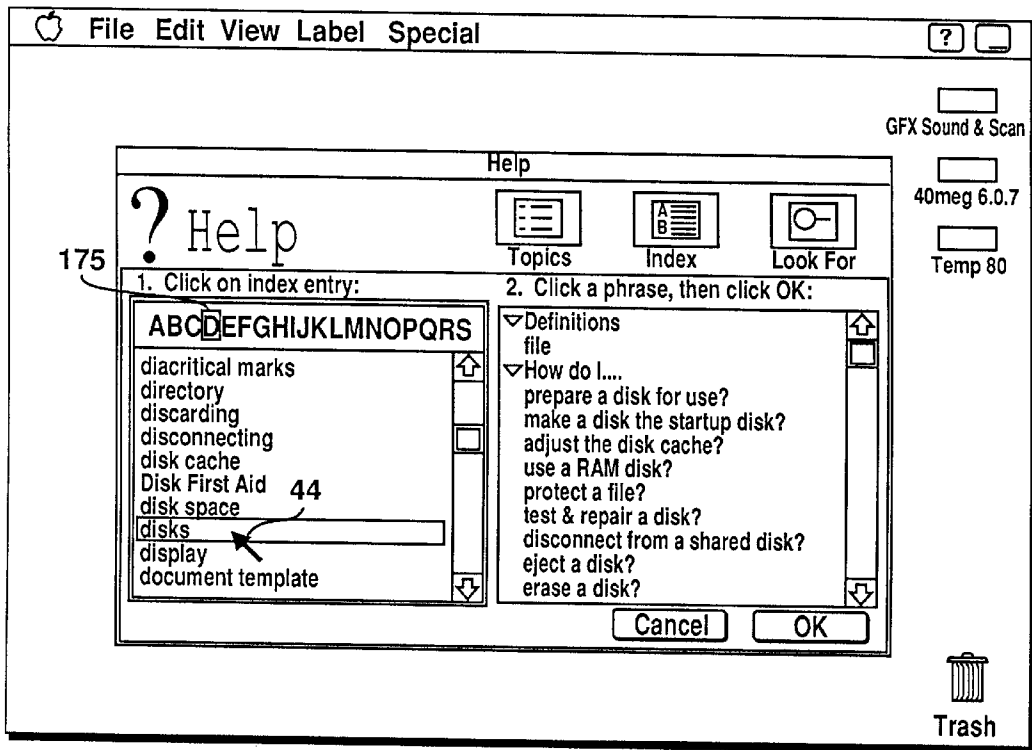 File Edit View Label Special ?
GFX Sound & Scan
40meg 6.0.7
Temp 80
Help
? Help
A
B
Topics Index Look For
175
1. Click on index entry:
ABCDEFGHIJKLMNOPQRS
diacritical marks
directory
discarding
disconnecting
disk cache
Disk First Aid
44
disk space
disks
display
document template
2. Click a phrase, then click OK:
Definitions
file
How do I....
prepare a disk for use?
make a disk the startup disk?
adjust the disk cache?
use a RAM disk?
protect a file?
test & repair a disk?
disconnect from a shared disk?
eject a disk?
erase a disk?
Cancel OK
Trash